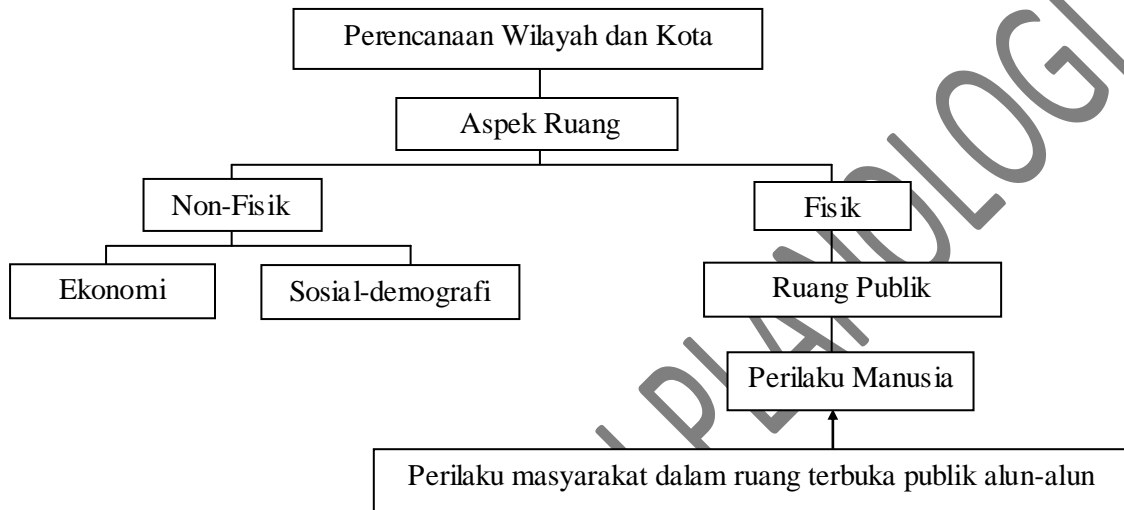 Perencanaan Wilayah dan Kota
Aspek Ruang
Non-Fisik
Fisik
Ekonomi
Sosial-demografi
Ruang Publik
Perilaku Manusia
Perilaku masyarakat dalam ruang terbuka publik alun-alun
PLANOLOGI